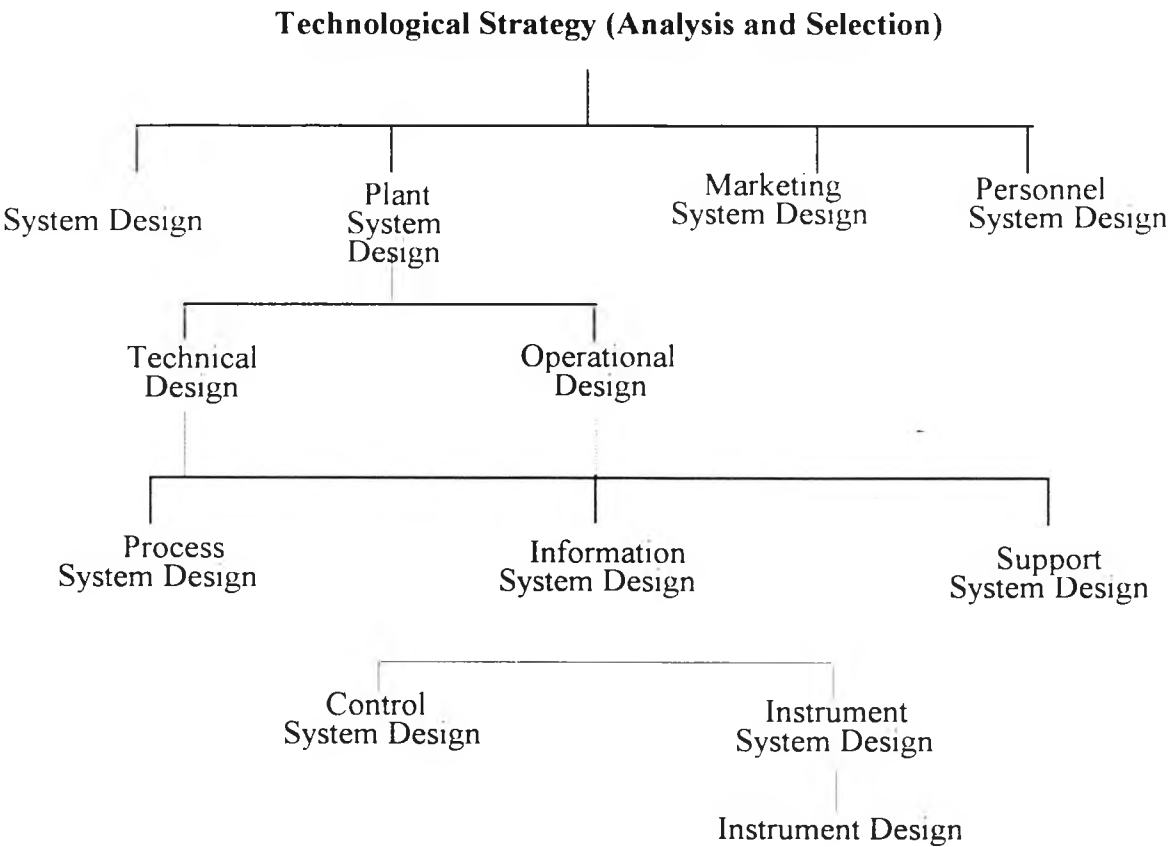 Technological Strategy (Analysis and Selection)
System Design
Plant
System
Design
Marketing
System Design
Personnel
System Design
Technical
Design
Operational
Design
Process
System Design
Information
System Design
Support
System Design
Control
System Design
Instrument
System Design
Instrument Design